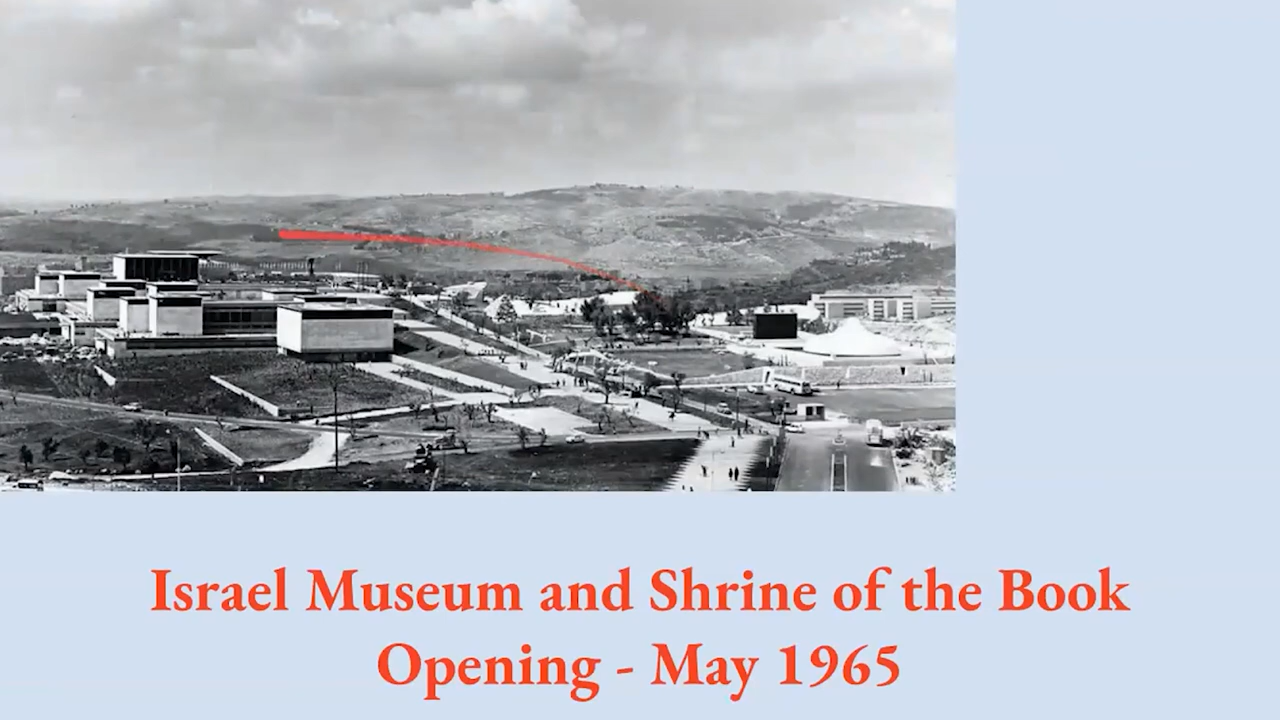 Israel Museum and Shrine of the Book
Opening - May 1965